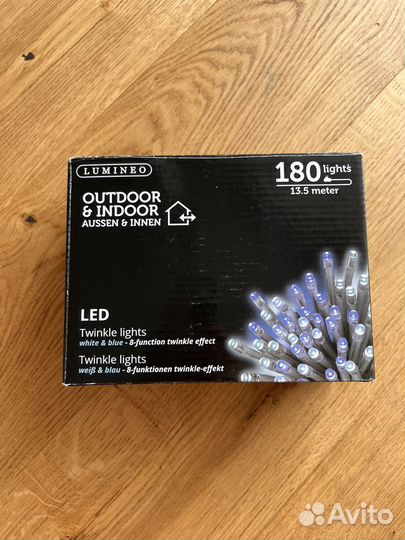 LUMINEO
180 lights
13.5 meter
OUTDOOR
& INDOOR
AUSSEN & INNEN
LED
Twinkle lights
white & blue - 8-function twinkle effect
Twinkle lights
weiß & blau - 8-funktionen twinkle-effekt
Avito